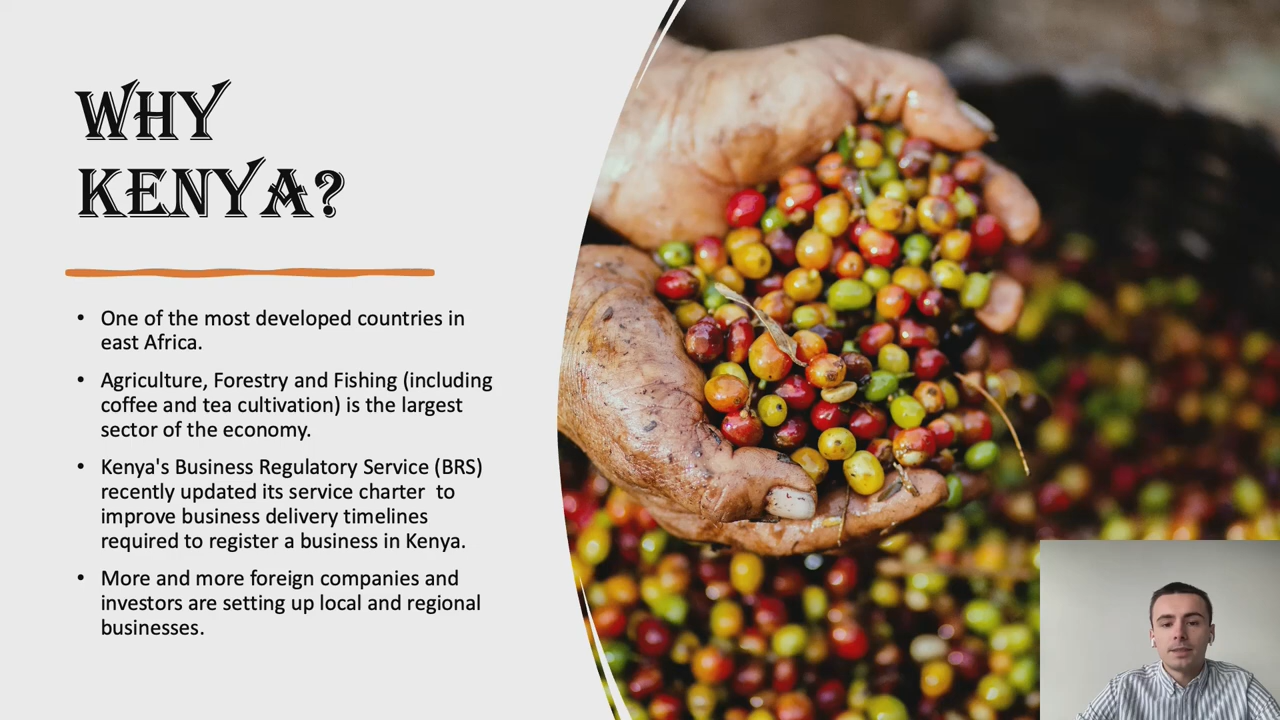 WHY
KENYA?
• One of the most developed countries in
east Africa.
• Agriculture, Forestry and Fishing (including
coffee and tea cultivation) is the largest
sector of the economy.
• Kenya's Business Regulatory Service (BRS)
recently updated its service charter  to
improve business delivery timelines
required to register a business in Kenya.
• More and more foreign companies and
investors are setting up local and regional
businesses.